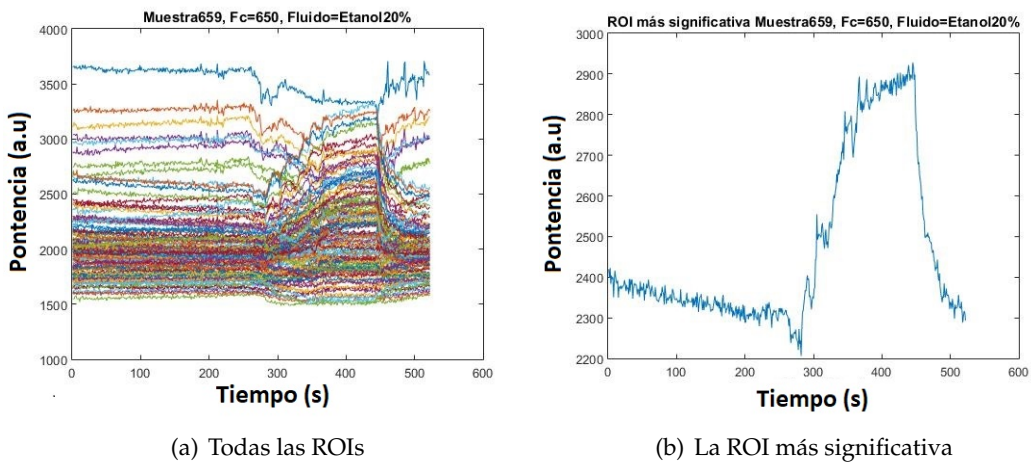 Muestra659, Fc=650, Fluido=Etanol20%
4000
3500
3000
2500
2000
1500
1000
Pontencia (a.u)
0 100 200 300 400 500 600
Tiempo (s)
(a) Todas las ROIs
ROI más significativa Muestra659, Fc=650, Fluido=Etanol20%
3000
2900
2800
2700
2600
2500
2400
2300
2200
Pontencia (a.u)
0 100 200 300 400 500 600
Tiempo (s)
(b) La ROI más significativa